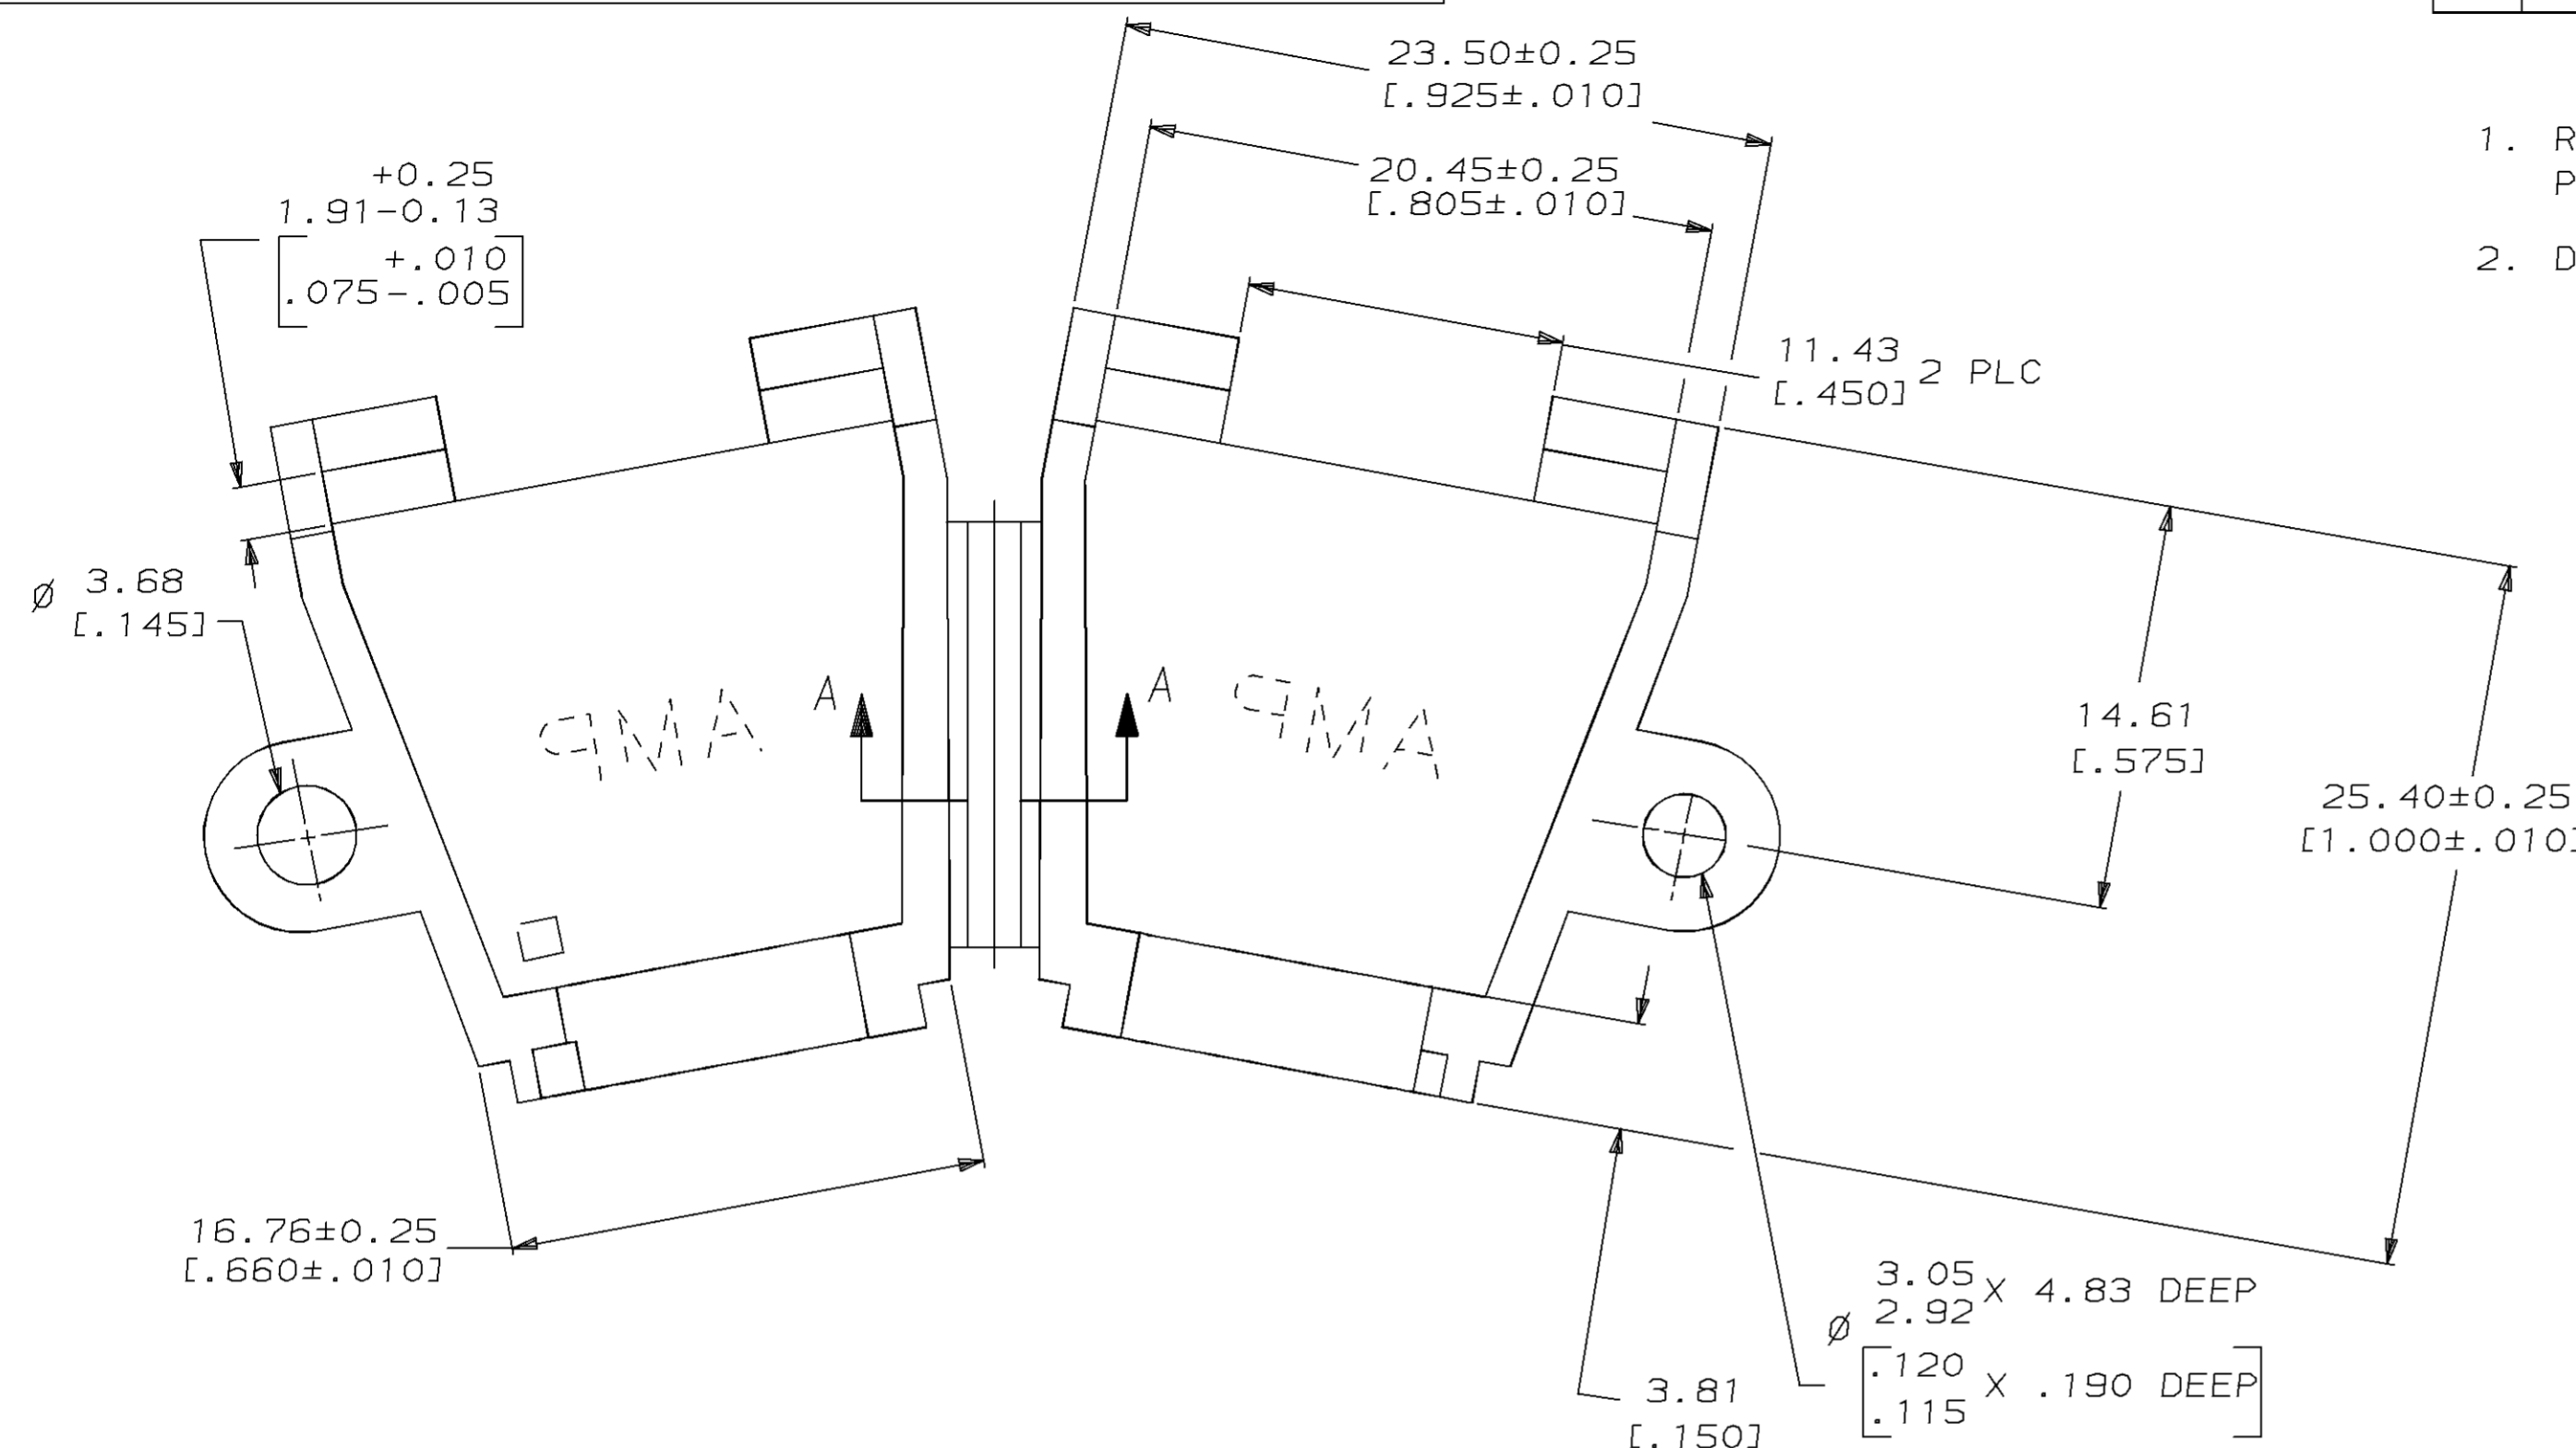 23.50±0.25
[.925±.010]
20.45±0.25
[.805±.010]
1. R
P
2. D
+0.25
1.91-0.13
+.010
.075-.005
11.43
[.450] 2 PLC
Ø 3.68
[.145]
A A
AMP AMP
14.61
[.575]
25.40±0.25
[1.000±.010]
16.76±0.25
[.660±.010]
3.05
Ø 2.92 X 4.83 DEEP
.120
.115 X .190 DEEP
3.81
[.150]